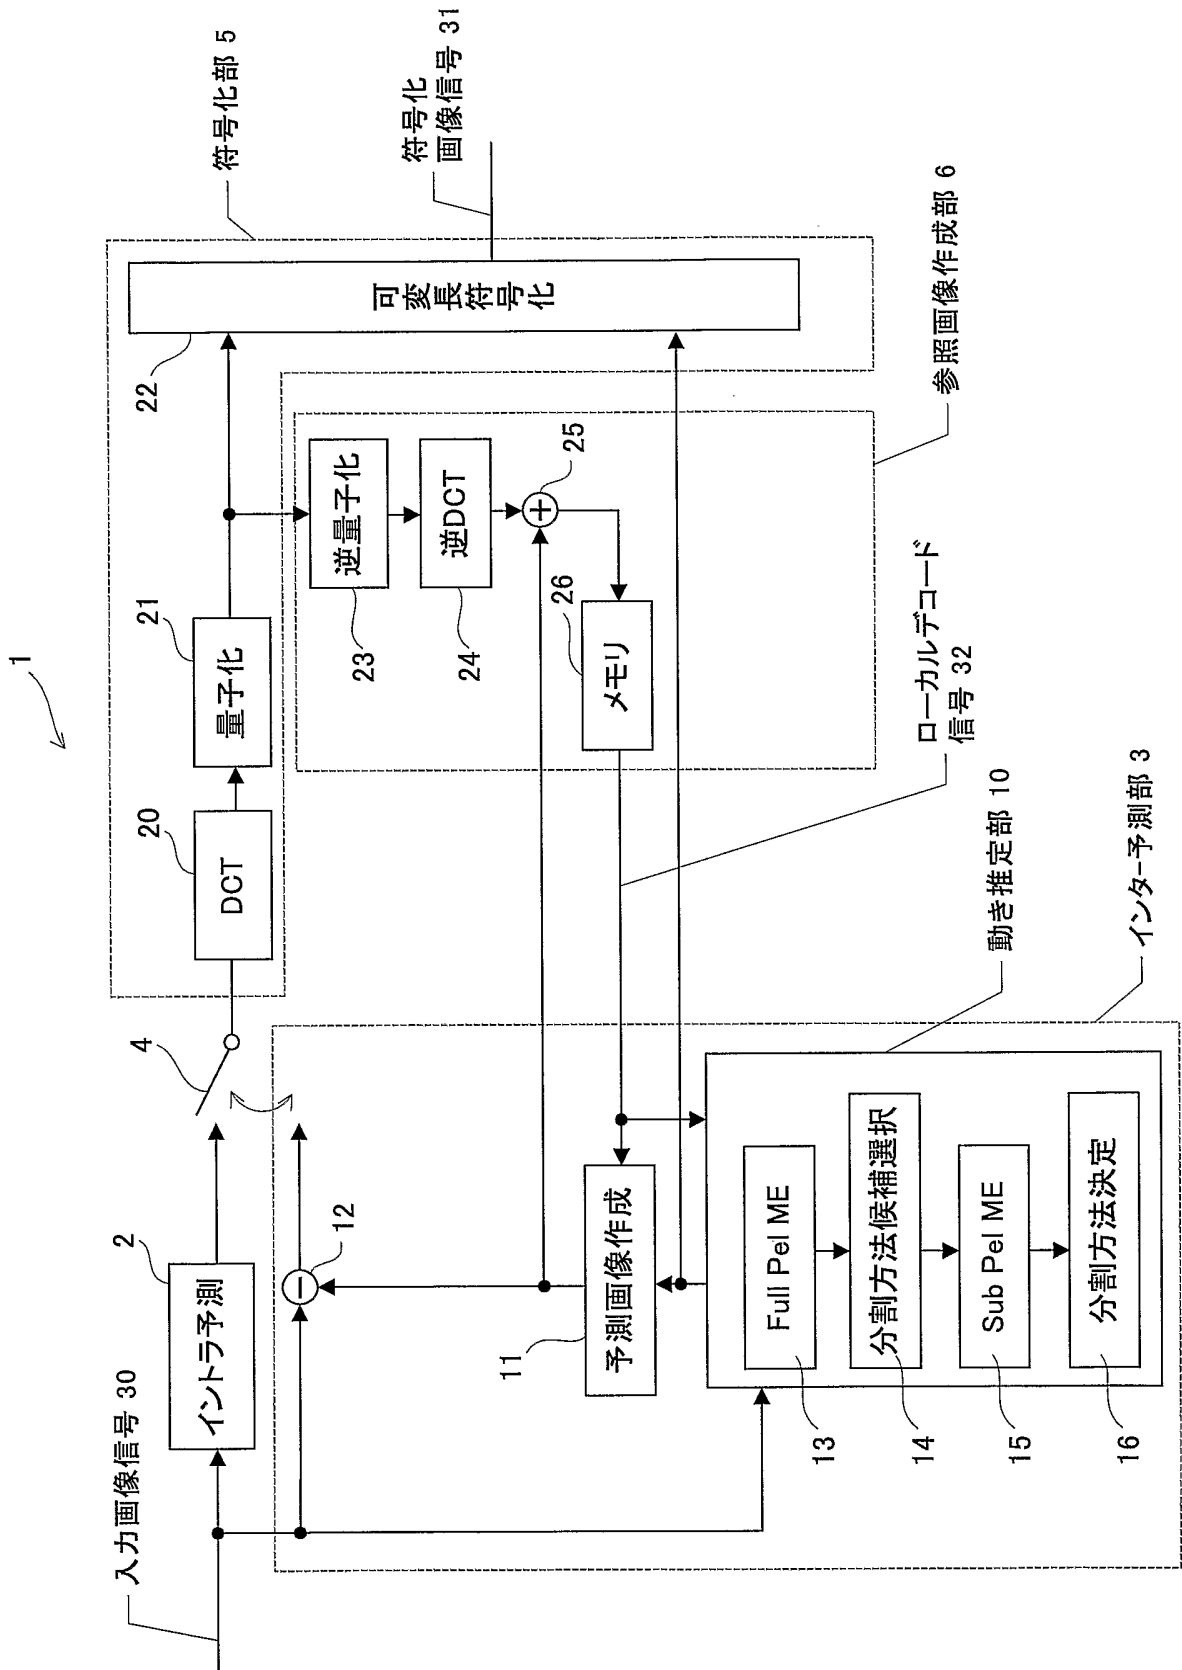 1
入力画像信号 30
イントラ予測
2
4
DCT
20
量子化
21
22
可変長符号化
符号化部 5
符号化
画像信号 31
12
11
予測画像作成
逆量子化
23
逆DCT
24
25
26
メモリ
参照画像作成部 6
ローカルデコード
信号 32
動き推定部 10
インター予測部 3
Full Pel ME
13
分割方法候補選択
14
Sub Pel ME
15
分割方法決定
16